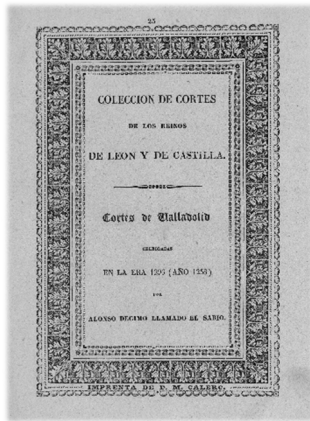 25
COLECCION DE CORTES
DE LOS REINOS
DE LEON Y DE CASTILLA.
Cortes de Valladolid
CELEBRADAS
EN LA ERA 1296 (AÑO 1258)
POR
ALONSO DECIMO LLAMADO EL SABIO.
IMPRENTA DE D. M. CALERO.